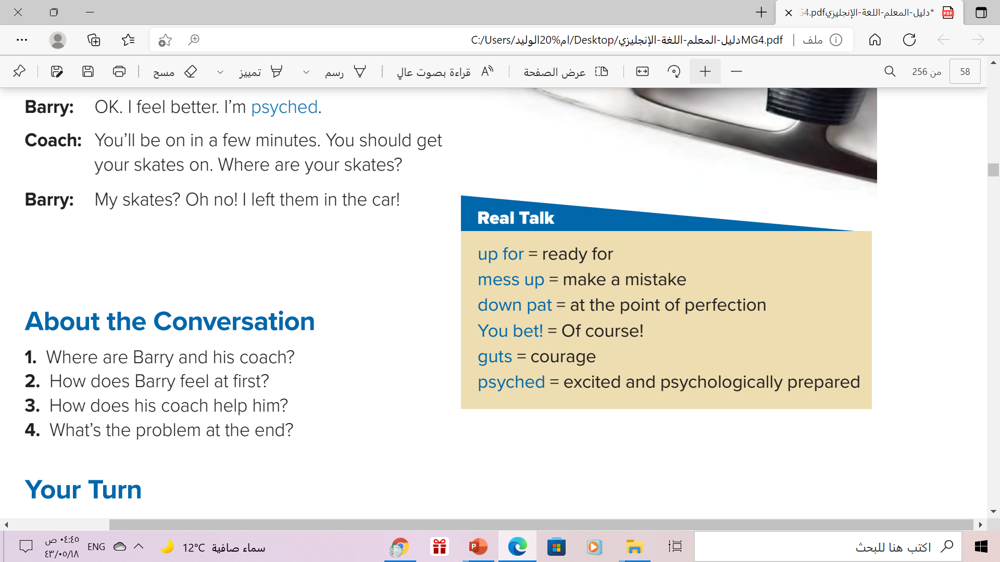 *دليل-المعلم-اللغة-الإنجليزيG4.pdf
ملف
C:/Users/ام%20الوليد/Desktop/دليل-المعلم-اللغة-الإنجليزيMG4.pdf
58
من 256
عرض الصفحة
قراءة بصوت عالٍ
رسم
تمييز
مسح
Barry: OK. I feel better. I'm psyched.
Coach: You'll be on in a few minutes. You should get
your skates on. Where are your skates?
Barry: My skates? Oh no! I left them in the car!
Real Talk
up for = ready for
mess up = make a mistake
down pat = at the point of perfection
You bet! = Of course!
guts = courage
psyched = excited and psychologically prepared
About the Conversation
1. Where are Barry and his coach?
2. How does Barry feel at first?
3. How does his coach help him?
4. What's the problem at the end?
Your Turn
اكتب هنا للبحث
12°C سماء صافية
ENG
٠٤:٤٥ ص
٤٣/٠٥/١٨